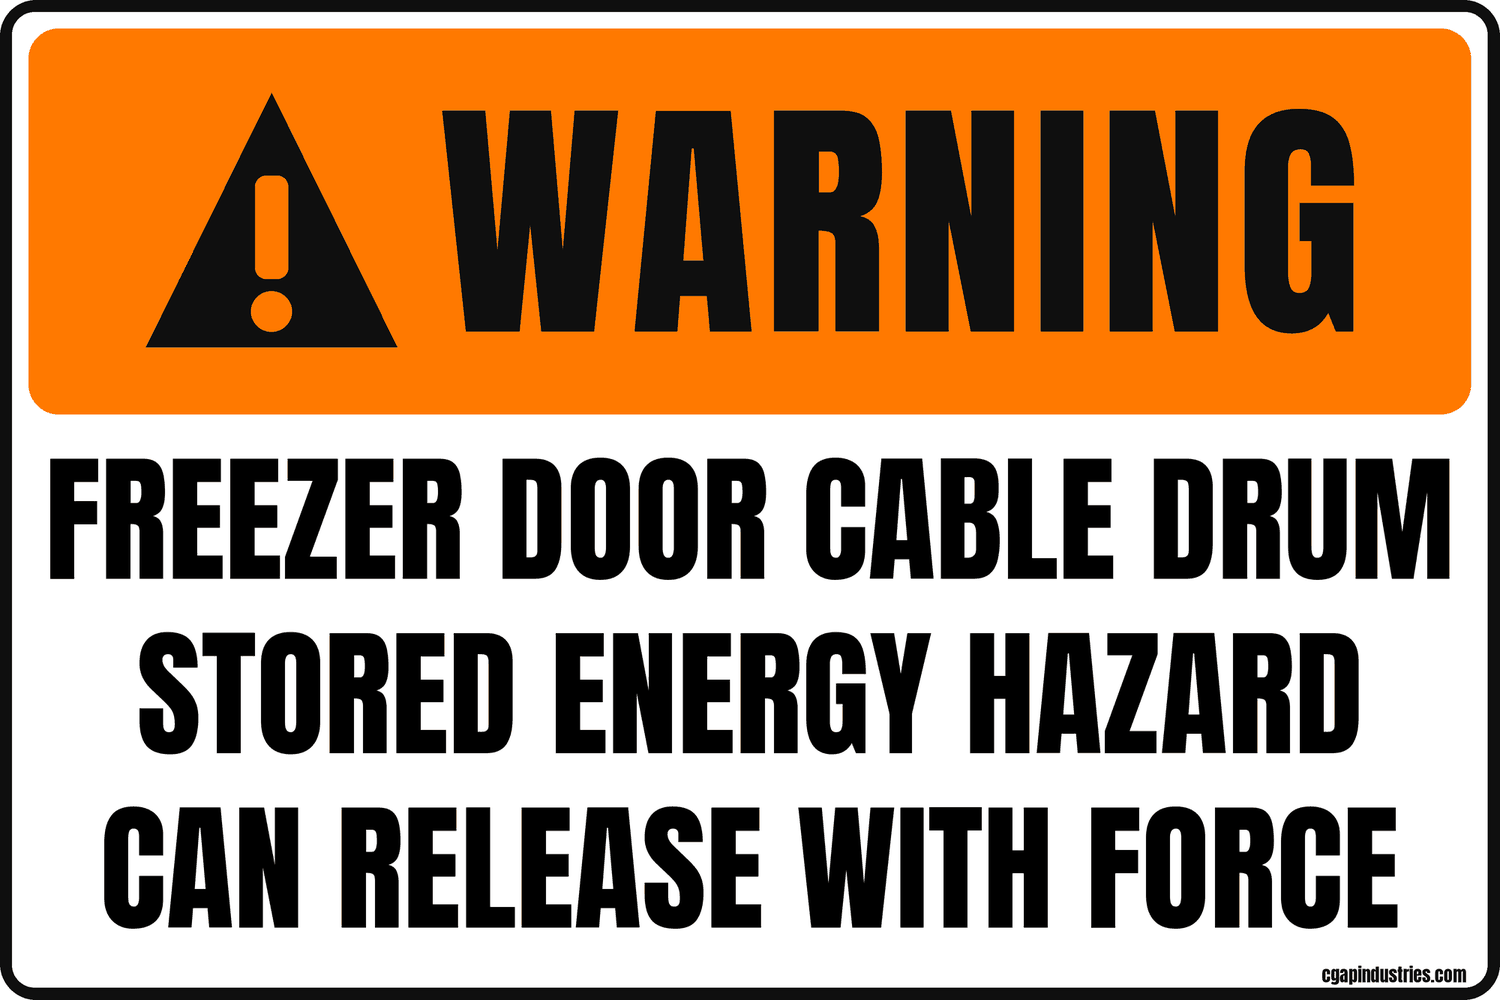 WARNING
FREEZER DOOR CABLE DRUM
STORED ENERGY HAZARD
CAN RELEASE WITH FORCE
cgapindustries.com